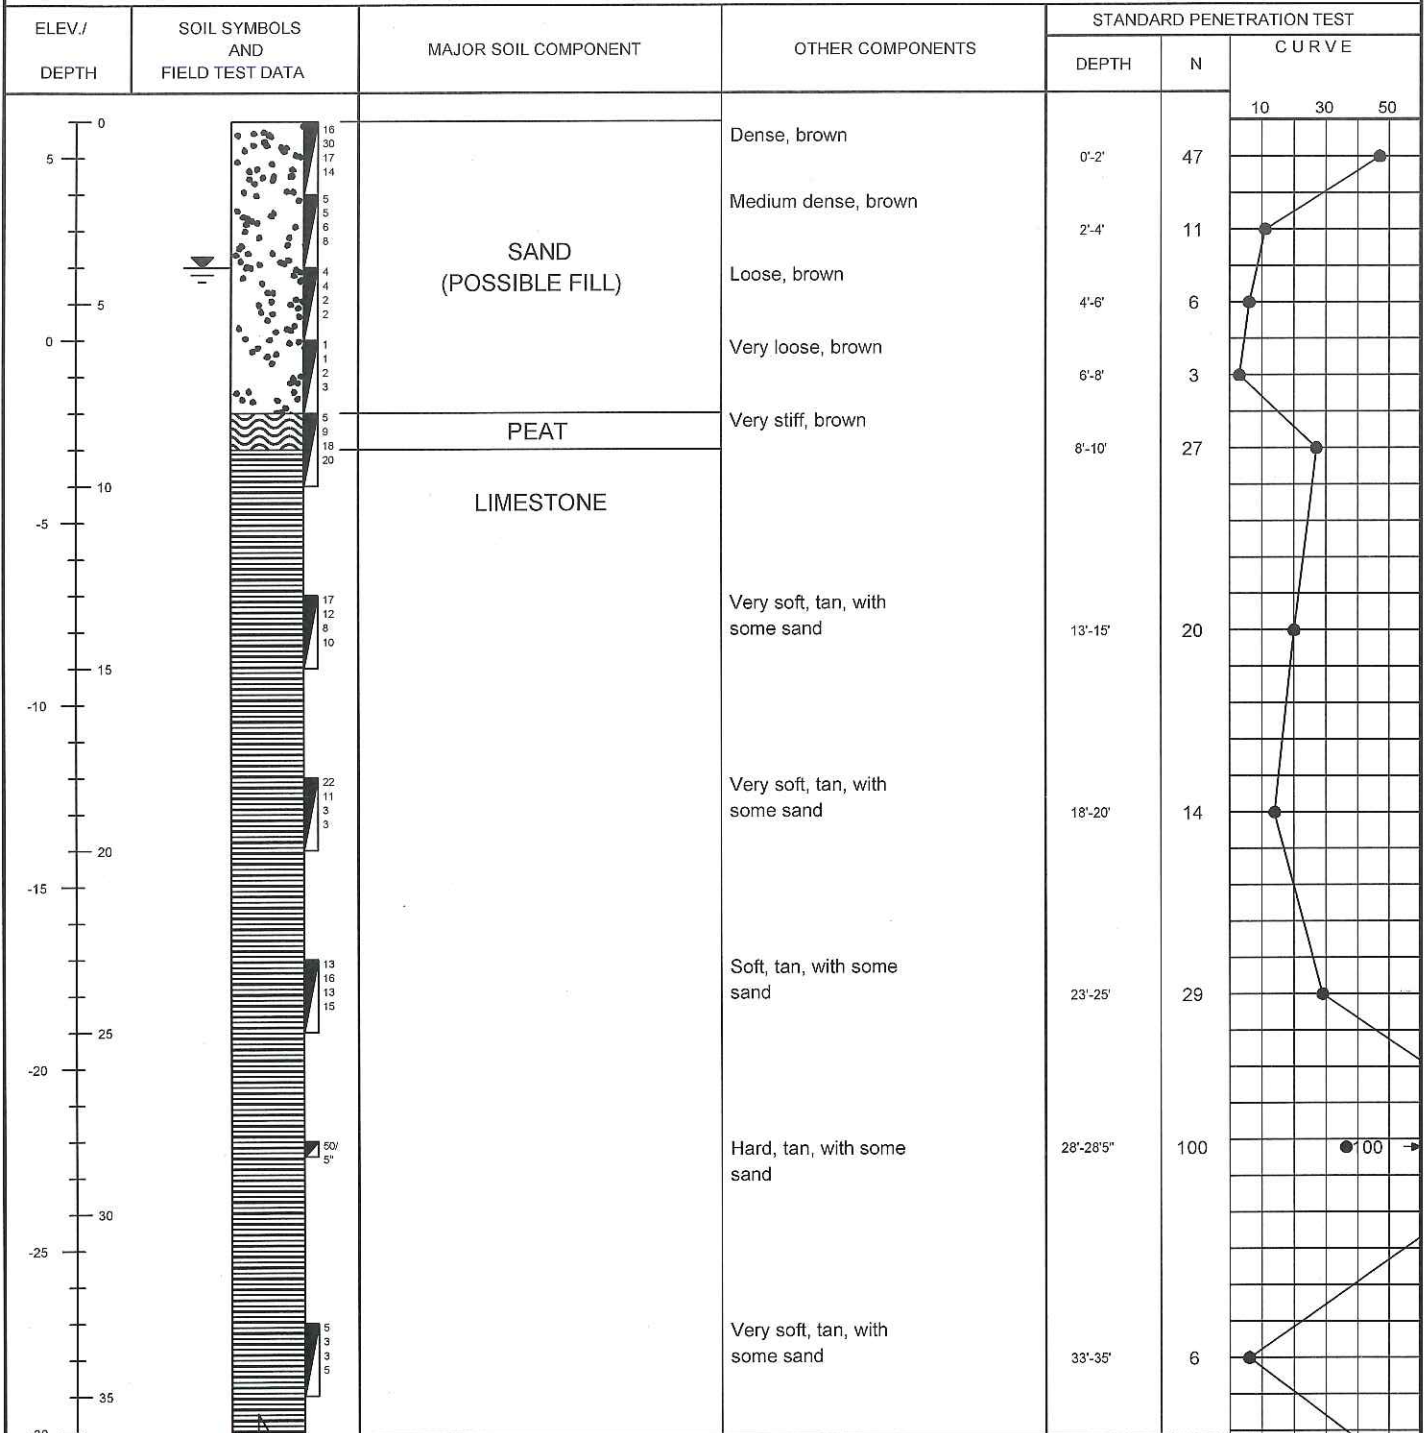 ELEV./
DEPTH
SOIL SYMBOLS
AND
FIELD TEST DATA
MAJOR SOIL COMPONENT
OTHER COMPONENTS
STANDARD PENETRATION TEST
DEPTH
N
CURVE
10 30 50
0
5
5
0
10
-5
15
-10
20
-15
25
-20
30
-25
35
16
30
17
14
5
5
6
8
4
4
2
2
1
1
2
3
5
9
18
20
17
12
8
10
22
11
3
3
13
16
13
15
50/
5"
5
3
3
5
SAND
(POSSIBLE FILL)
PEAT
LIMESTONE
Dense, brown
0'-2' 47
Medium dense, brown
2'-4' 11
Loose, brown
4'-6' 6
Very loose, brown
6'-8' 3
Very stiff, brown
8'-10' 27
Very soft, tan, with
some sand
13'-15' 20
Very soft, tan, with
some sand
18'-20' 14
Soft, tan, with some
sand
23'-25' 29
Hard, tan, with some
sand
28'-28'5" 100
100
Very soft, tan, with
some sand
33'-35' 6